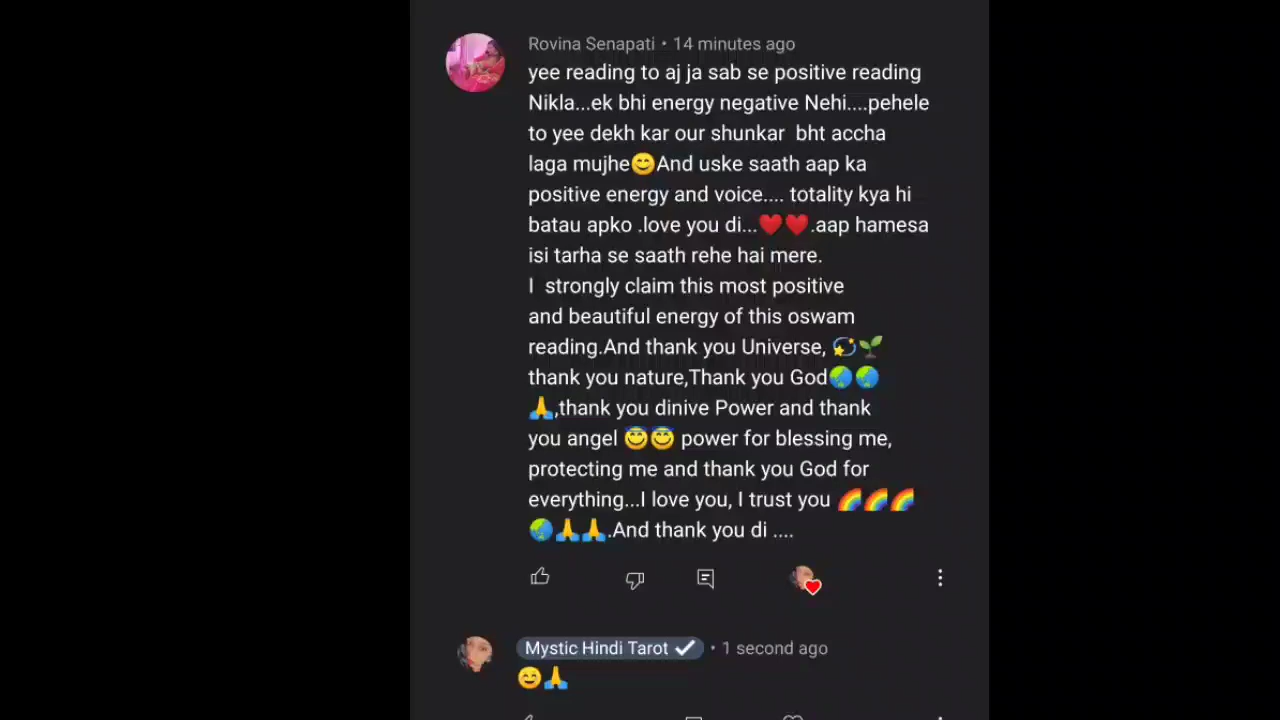 Rovina Senapati • 14 minutes ago
yee reading to aj ja sab se positive reading
Nikla...ek bhi energy negative Nehi....pehele
to yee dekh kar our shunkar bht accha
laga mujhe😊And uske saath aap ka
positive energy and voice.... totality kya hi
batau apko .love you di...❤️❤️.aap hamesa
isi tarha se saath rehe hai mere.
I strongly claim this most positive
and beautiful energy of this oswam
reading.And thank you Universe, 💫🌱
thank you nature,Thank you God🌏🌏
🙏,thank you dinive Power and thank
you angel 😇😇 power for blessing me,
protecting me and thank you God for
everything...I love you, I trust you 🌈🌈🌈
🌏🙏🙏.And thank you di ....
Mystic Hindi Tarot ✔ • 1 second ago
😊🙏